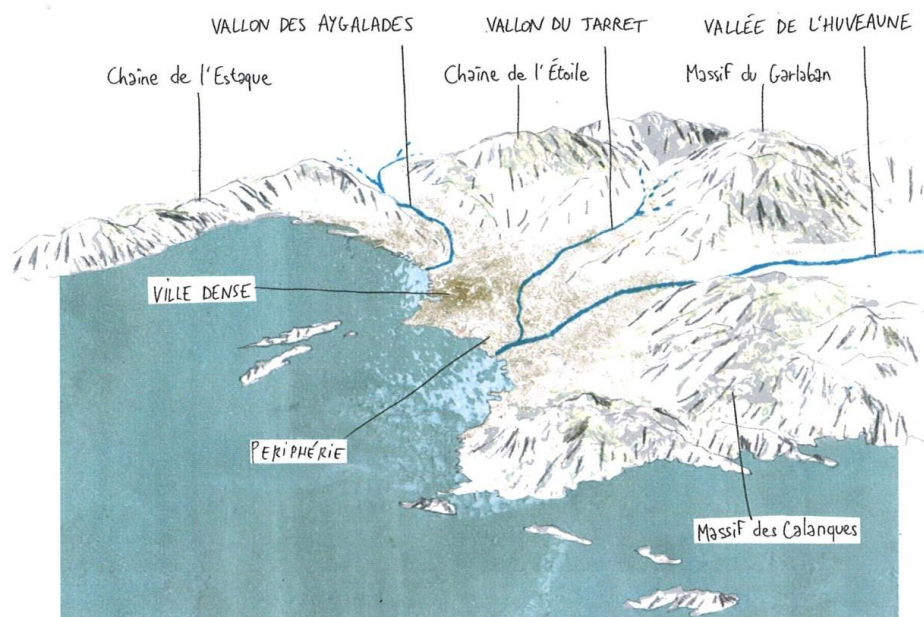 VALLON DES AYGALADES
VALLON DU JARRET
VALLÉE DE L'HUVEAUNE
Chaîne de l'Estaque
Chaîne de l'Étoile
Massif du Garlaban
VILLE DENSE
PERIPHÉRIE
Massif des Calanques